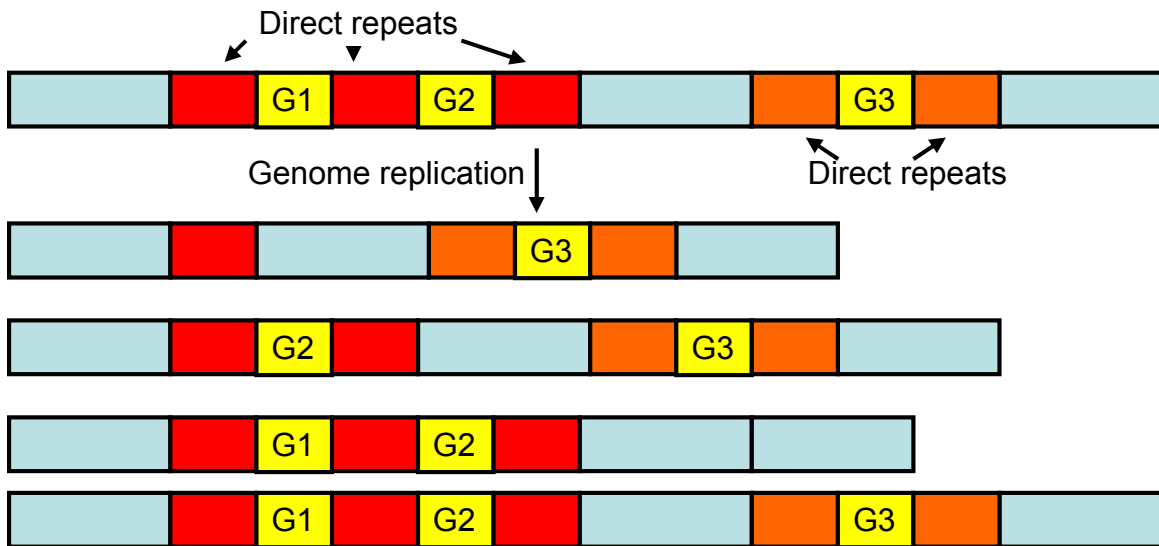 Direct repeats
G1 G2 G3
Genome replication Direct repeats
G3
G2 G3
G1 G2
G1 G2 G3